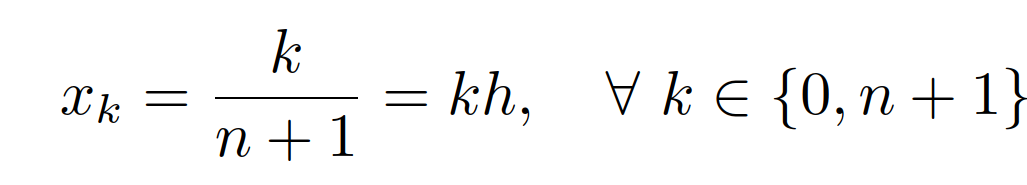 $x_k = \frac{k}{n+1} = kh, \quad \forall \; k \in \{0, n+1\}$